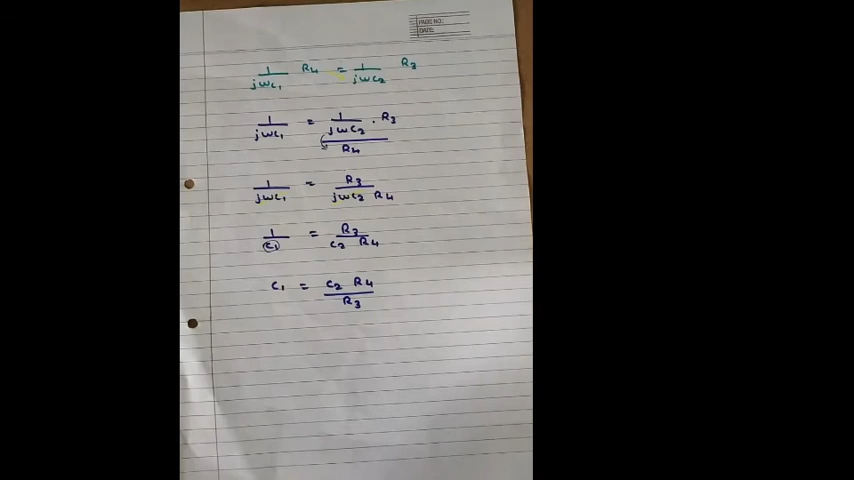 PAGE NO.:
DATE:
1/jωC₁ R₄ = 1/jωC₂ R₃
1/jωC₁ = (1/jωC₂ · R₃)/R₄
1/jωC₁ = R₃/jωC₂ R₄
1/C₁ = R₃/C₂ R₄
C₁ = C₂ R₄/R₃